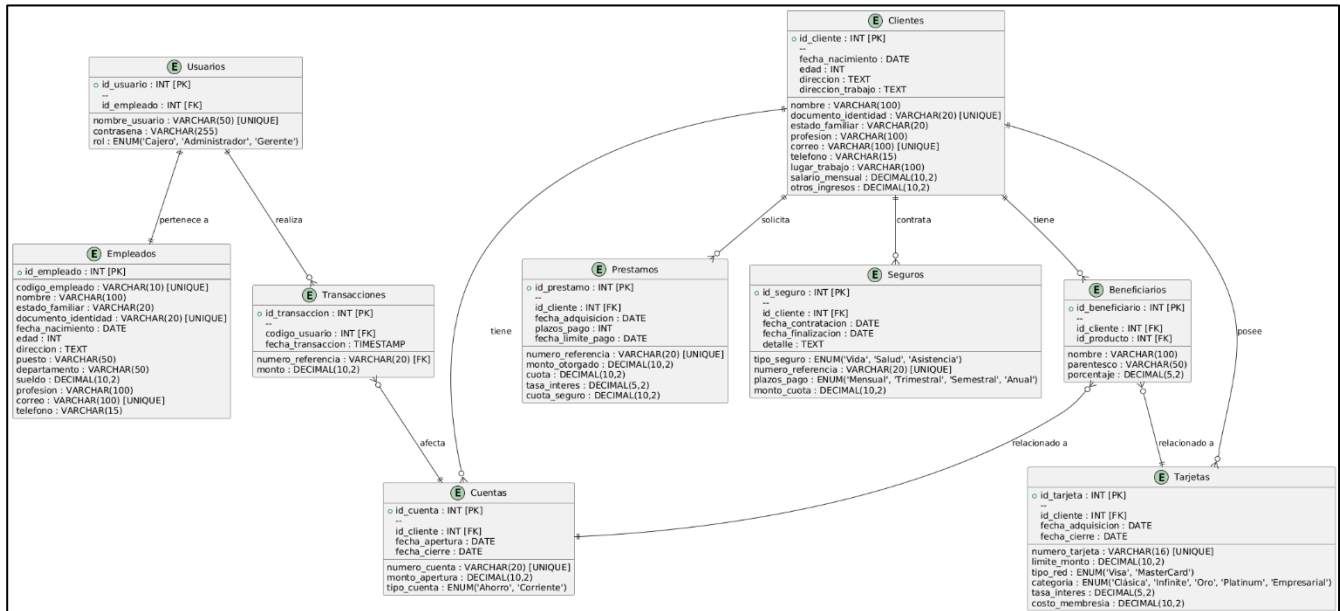 E Clientes
id_cliente : INT [PK]
--
fecha_nacimiento : DATE
edad : INT
direccion : TEXT
direccion_trabajo : TEXT
nombre : VARCHAR(100)
documento_identidad : VARCHAR(20) [UNIQUE]
estado_familiar : VARCHAR(20)
profesion : VARCHAR(100)
correo : VARCHAR(100) [UNIQUE]
telefono : VARCHAR(15)
lugar_trabajo : VARCHAR(100)
salario_mensual : DECIMAL(10,2)
otros_ingresos : DECIMAL(10,2)
E Usuarios
id_usuario : INT [PK]
--
id_empleado : INT [FK]
nombre_usuario : VARCHAR(50) [UNIQUE]
contrasena : VARCHAR(255)
rol : ENUM('Cajero', 'Administrador', 'Gerente')
pertenece a
realiza
solicita
contrata
tiene
E Empleados
id_empleado : INT [PK]
codigo_empleado : VARCHAR(10) [UNIQUE]
nombre : VARCHAR(100)
estado_familiar : VARCHAR(20)
documento_identidad : VARCHAR(20) [UNIQUE]
fecha_nacimiento : DATE
edad : INT
direccion : TEXT
puesto : VARCHAR(50)
departamento : VARCHAR(50)
sueldo : DECIMAL(10,2)
profesion : VARCHAR(100)
correo : VARCHAR(100) [UNIQUE]
telefono : VARCHAR(15)
E Transacciones
id_transaccion : INT [PK]
--
codigo_usuario : INT [FK]
fecha_transaccion : TIMESTAMP
numero_referencia : VARCHAR(20) [FK]
monto : DECIMAL(10,2)
tiene
E Prestamos
id_prestamo : INT [PK]
--
id_cliente : INT [FK]
fecha_adquisicion : DATE
plazos_pago : INT
fecha_limite_pago : DATE
numero_referencia : VARCHAR(20) [UNIQUE]
monto_otorgado : DECIMAL(10,2)
cuota : DECIMAL(10,2)
tasa_interes : DECIMAL(5,2)
cuota_seguro : DECIMAL(10,2)
E Seguros
id_seguro : INT [PK]
--
id_cliente : INT [FK]
fecha_contratacion : DATE
fecha_finalizacion : DATE
detalle : TEXT
tipo_seguro : ENUM('Vida', 'Salud', 'Asistencia')
numero_referencia : VARCHAR(20) [UNIQUE]
plazos_pago : ENUM('Mensual', 'Trimestral', 'Semestral', 'Anual')
monto_cuota : DECIMAL(10,2)
E Beneficiarios
id_beneficiario : INT [PK]
--
id_cliente : INT [FK]
id_producto : INT [FK]
nombre : VARCHAR(100)
parentesco : VARCHAR(50)
porcentaje : DECIMAL(5,2)
posee
afecta
relacionado a
relacionado a
E Cuentas
id_cuenta : INT [PK]
--
id_cliente : INT [FK]
fecha_apertura : DATE
fecha_cierre : DATE
numero_cuenta : VARCHAR(20) [UNIQUE]
monto_apertura : DECIMAL(10,2)
tipo_cuenta : ENUM('Ahorro', 'Corriente')
E Tarjetas
id_tarjeta : INT [PK]
--
id_cliente : INT [FK]
fecha_adquisicion : DATE
fecha_cierre : DATE
numero_tarjeta : VARCHAR(16) [UNIQUE]
limite_monto : DECIMAL(10,2)
tipo_red : ENUM('Visa', 'MasterCard')
categoria : ENUM('Clásica', 'Infinite', 'Oro', 'Platinum', 'Empresarial')
tasa_interes : DECIMAL(5,2)
costo_membresia : DECIMAL(10,2)